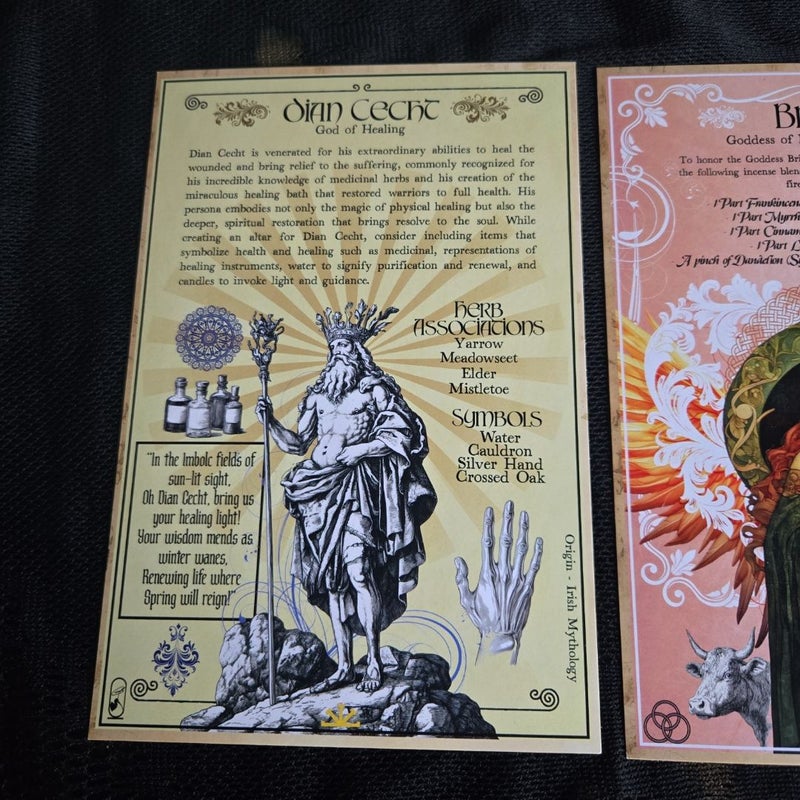 Dian Cecht
God of Healing
Dian Cecht is venerated for his extraordinary abilities to heal the
wounded and bring relief to the suffering, commonly recognized for
his incredible knowledge of medicinal herbs and his creation of the
miraculous healing bath that restored warriors to full health. His
persona embodies not only the magic of physical healing but also the
deeper, spiritual restoration that brings resolve to the soul. While
creating an altar for Dian Cecht, consider including items that
symbolize health and healing such as medicinal, representations of
healing instruments, water to signify purification and renewal, and
candles to invoke light and guidance.
Herb
Associations
Yarrow
Meadowseet
Elder
Mistletoe
Symbols
Water
Cauldron
Silver Hand
Crossed Oak
"In the Imbolc fields of
sun-lit sight,
Oh Dian Cecht, bring us
your healing light!
Your wisdom mends as
winter wanes,
Renewing life where
Spring will reign!"
Origin - Irish Mythology
Goddess of
To honor the Goddess
the following incense
1 Part
1 Part
1 Part
1 Part
A pinch of Dandelion